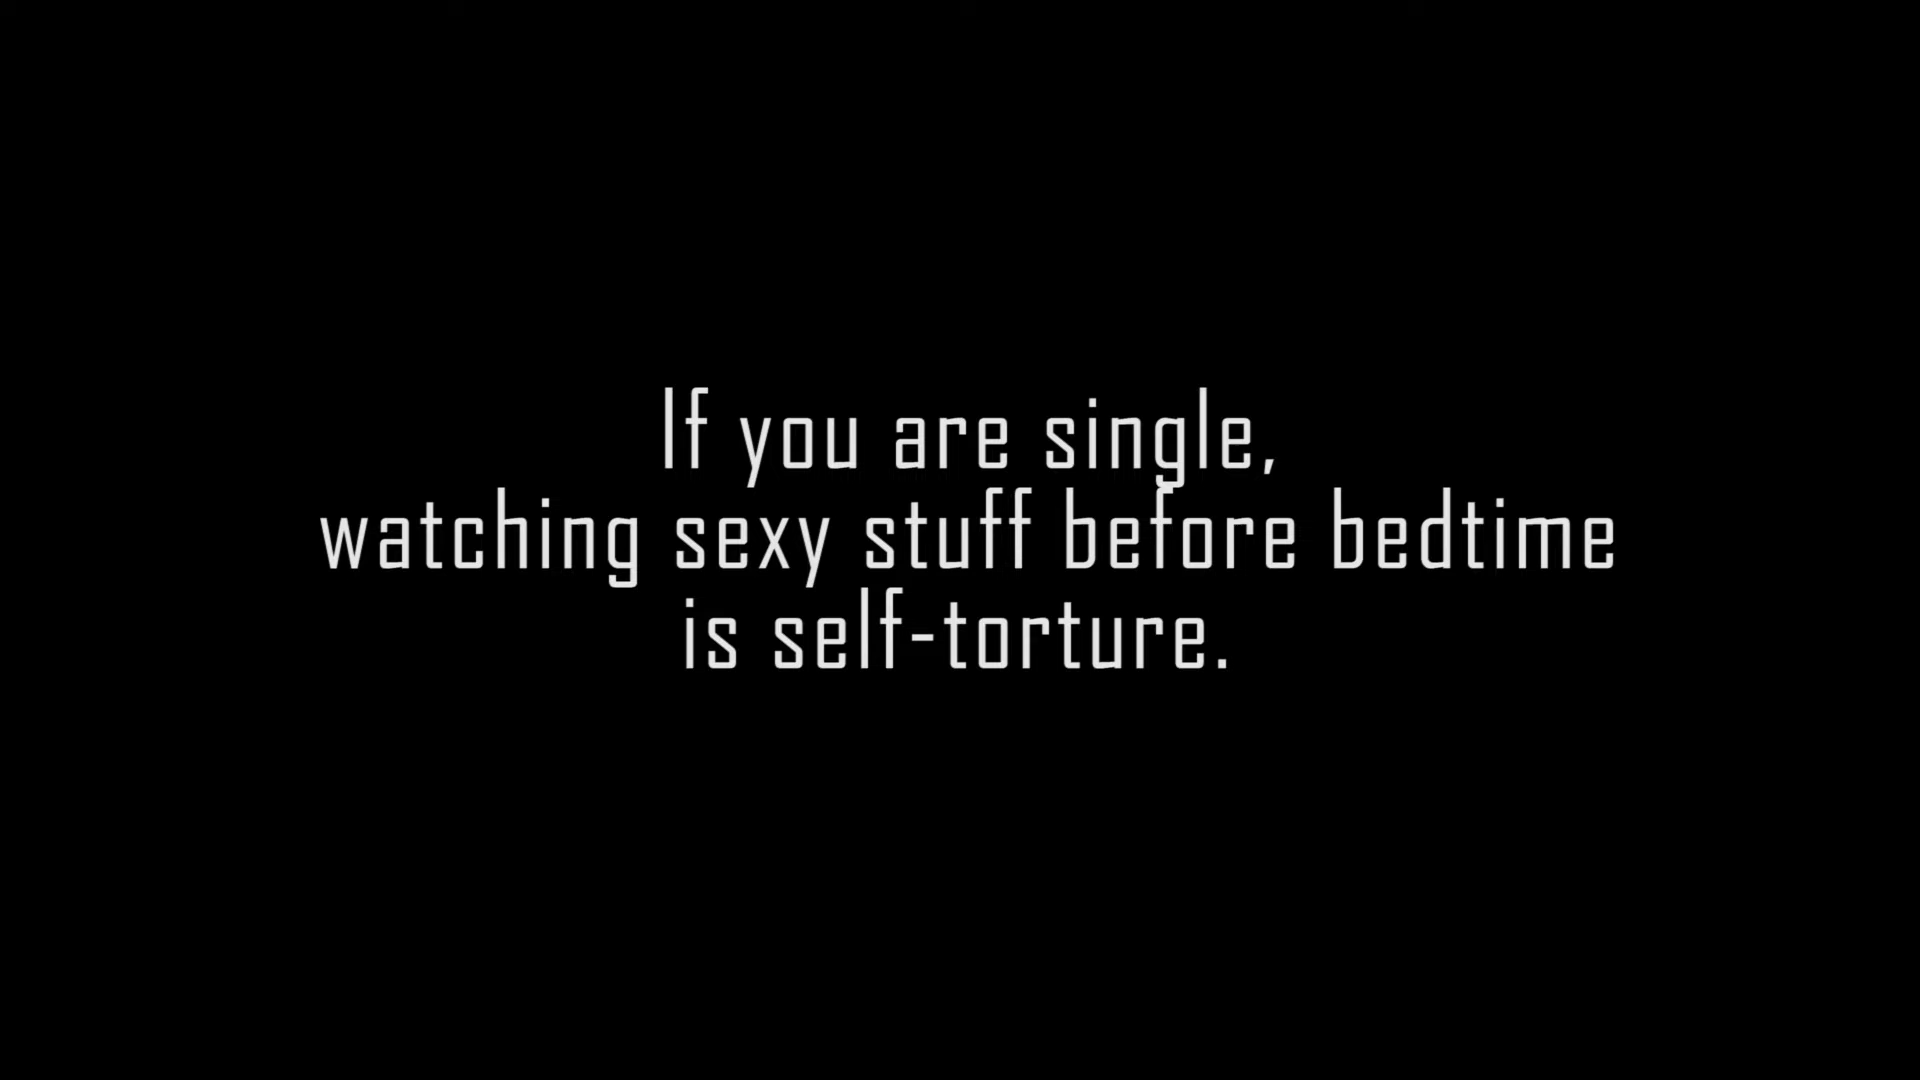 If you are single,
watching sexy stuff before bedtime
is self-torture.